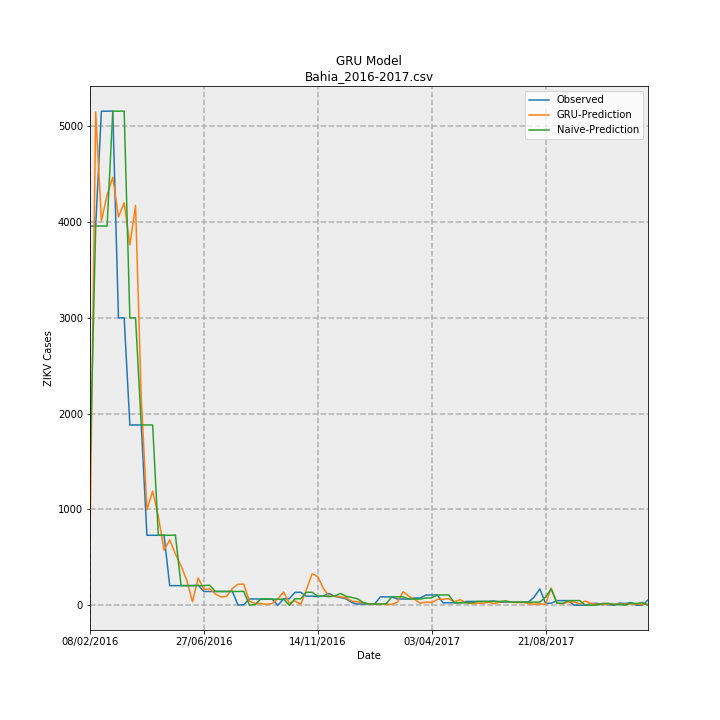 GRU Model
Bahia_2016-2017.csv
Observed
GRU-Prediction
Naive-Prediction
5000
4000
3000
2000
1000
0
ZIKV Cases
08/02/2016
27/06/2016
14/11/2016
03/04/2017
21/08/2017
Date